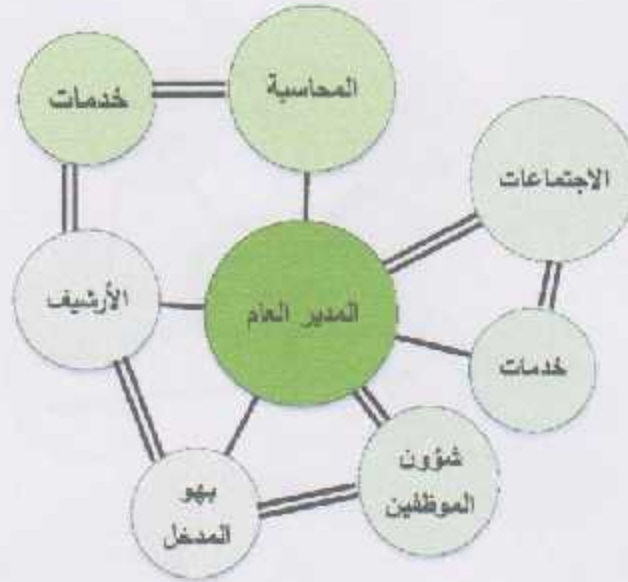 المحاسبة
خدمات
الاجتماعات
الأرشيف
المدير العام
خدمات
شؤون
الموظفين
بهو
المدخل